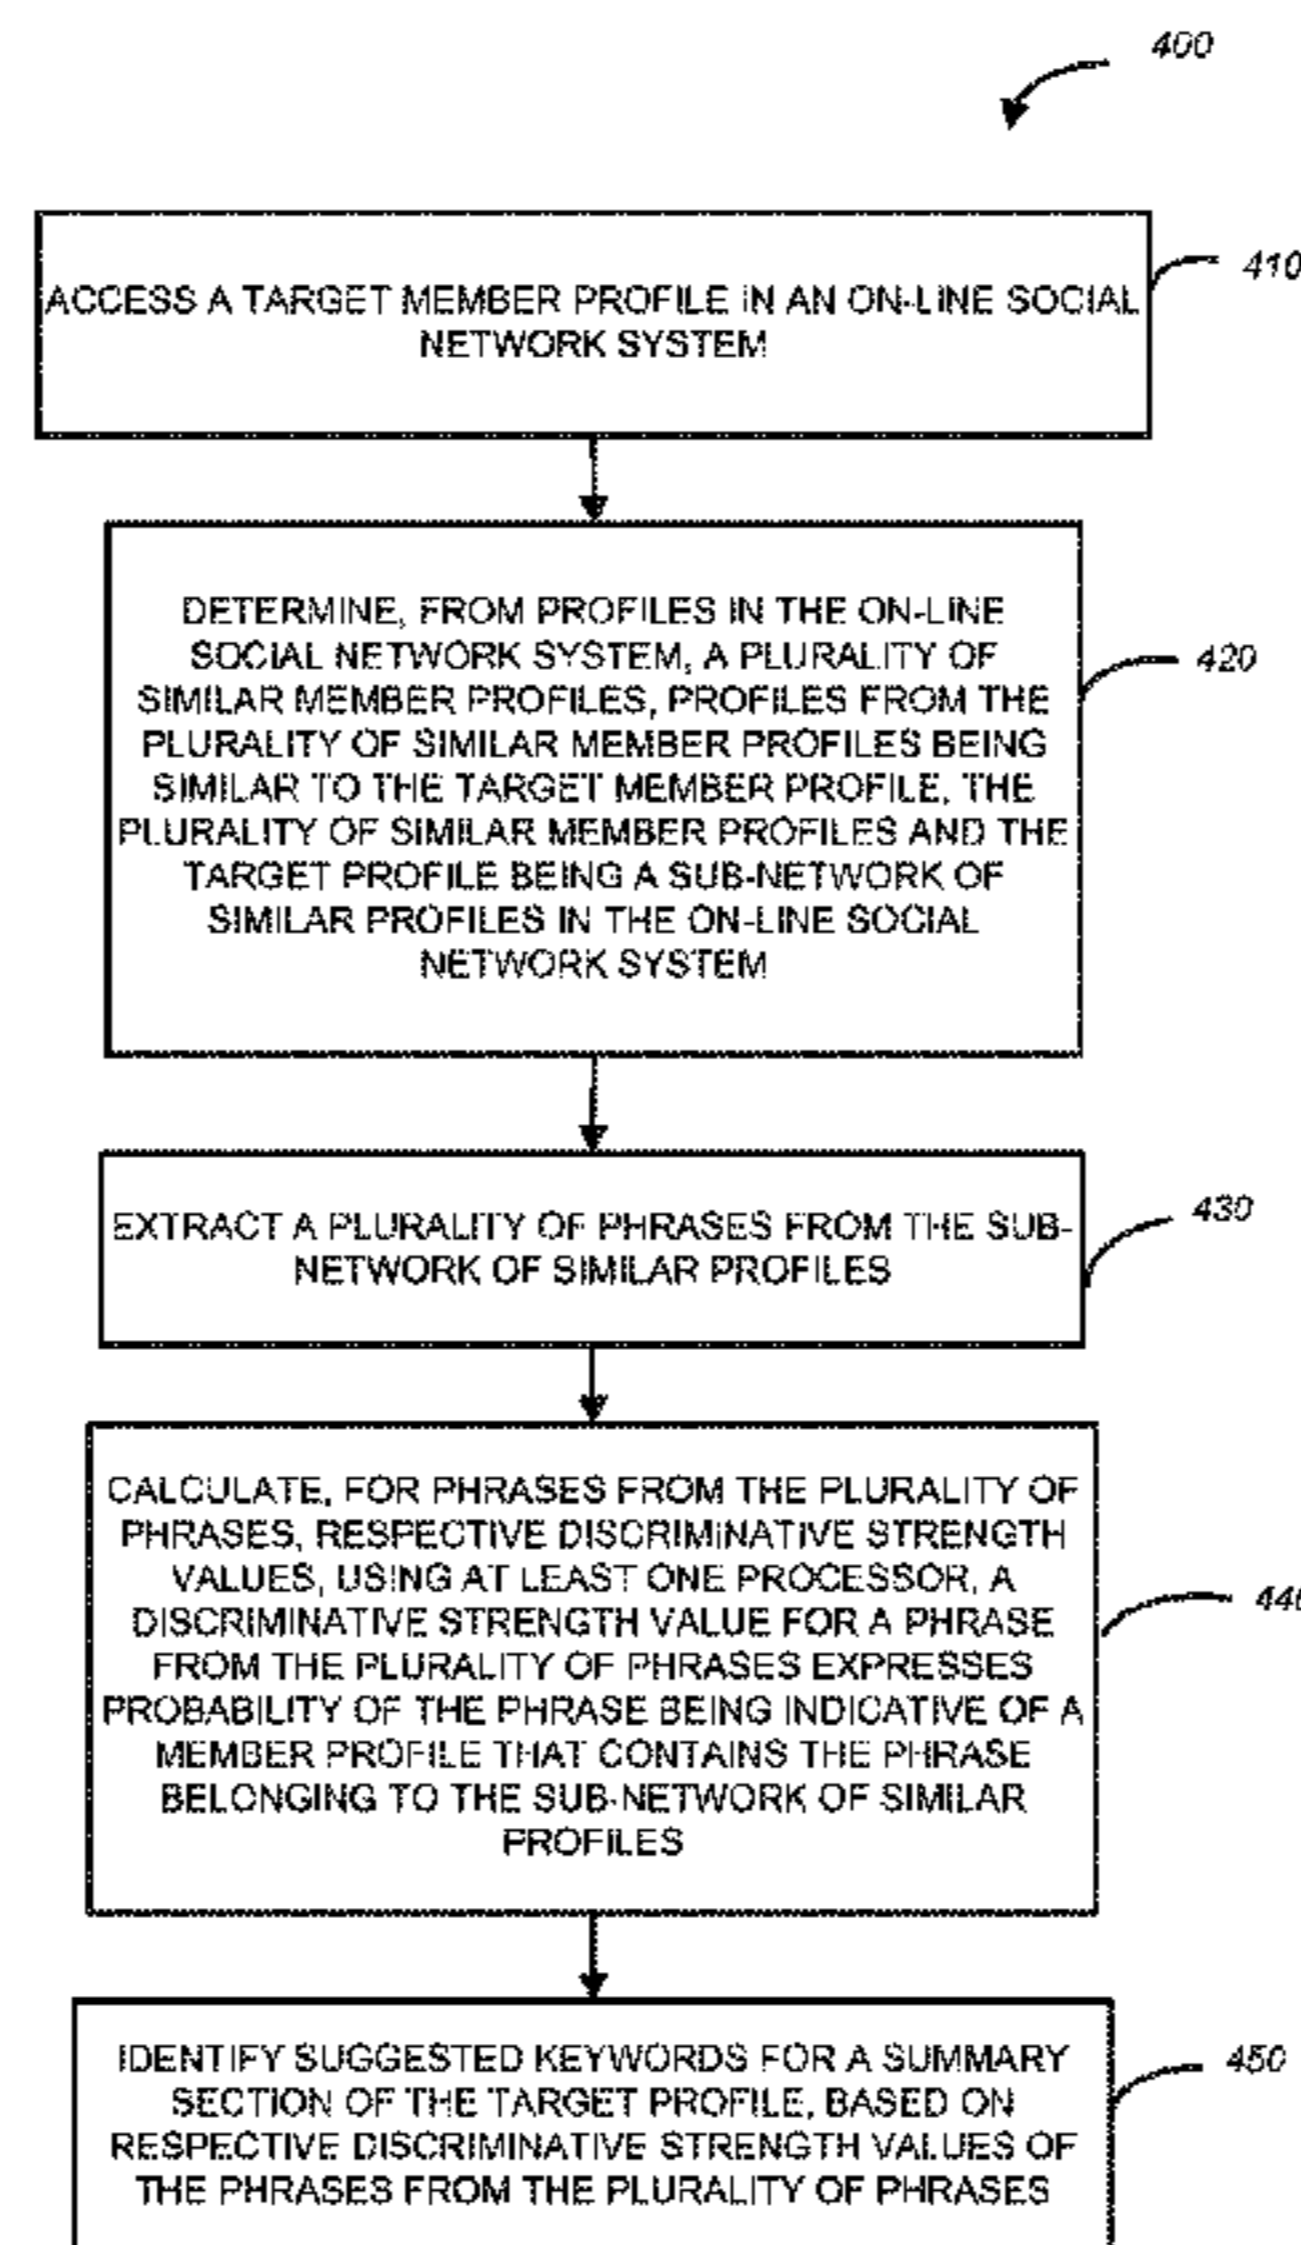 400
ACCESS A TARGET MEMBER PROFILE IN AN ON-LINE SOCIAL
NETWORK SYSTEM
410
DETERMINE, FROM PROFILES IN THE ON-LINE
SOCIAL NETWORK SYSTEM, A PLURALITY OF
SIMILAR MEMBER PROFILES, PROFILES FROM THE
PLURALITY OF SIMILAR MEMBER PROFILES BEING
SIMILAR TO THE TARGET MEMBER PROFILE, THE
PLURALITY OF SIMILAR MEMBER PROFILES AND THE
TARGET PROFILE BEING A SUB-NETWORK OF
SIMILAR PROFILES IN THE ON-LINE SOCIAL
NETWORK SYSTEM
420
EXTRACT A PLURALITY OF PHRASES FROM THE SUB-
NETWORK OF SIMILAR PROFILES
430
CALCULATE, FOR PHRASES FROM THE PLURALITY OF
PHRASES, RESPECTIVE DISCRIMINATIVE STRENGTH
VALUES, USING AT LEAST ONE PROCESSOR, A
DISCRIMINATIVE STRENGTH VALUE FOR A PHRASE
FROM THE PLURALITY OF PHRASES EXPRESSES
PROBABILITY OF THE PHRASE BEING INDICATIVE OF A
MEMBER PROFILE THAT CONTAINS THE PHRASE
BELONGING TO THE SUB-NETWORK OF SIMILAR
PROFILES
440
IDENTIFY SUGGESTED KEYWORDS FOR A SUMMARY
SECTION OF THE TARGET PROFILE, BASED ON
RESPECTIVE DISCRIMINATIVE STRENGTH VALUES OF
THE PHRASES FROM THE PLURALITY OF PHRASES
450